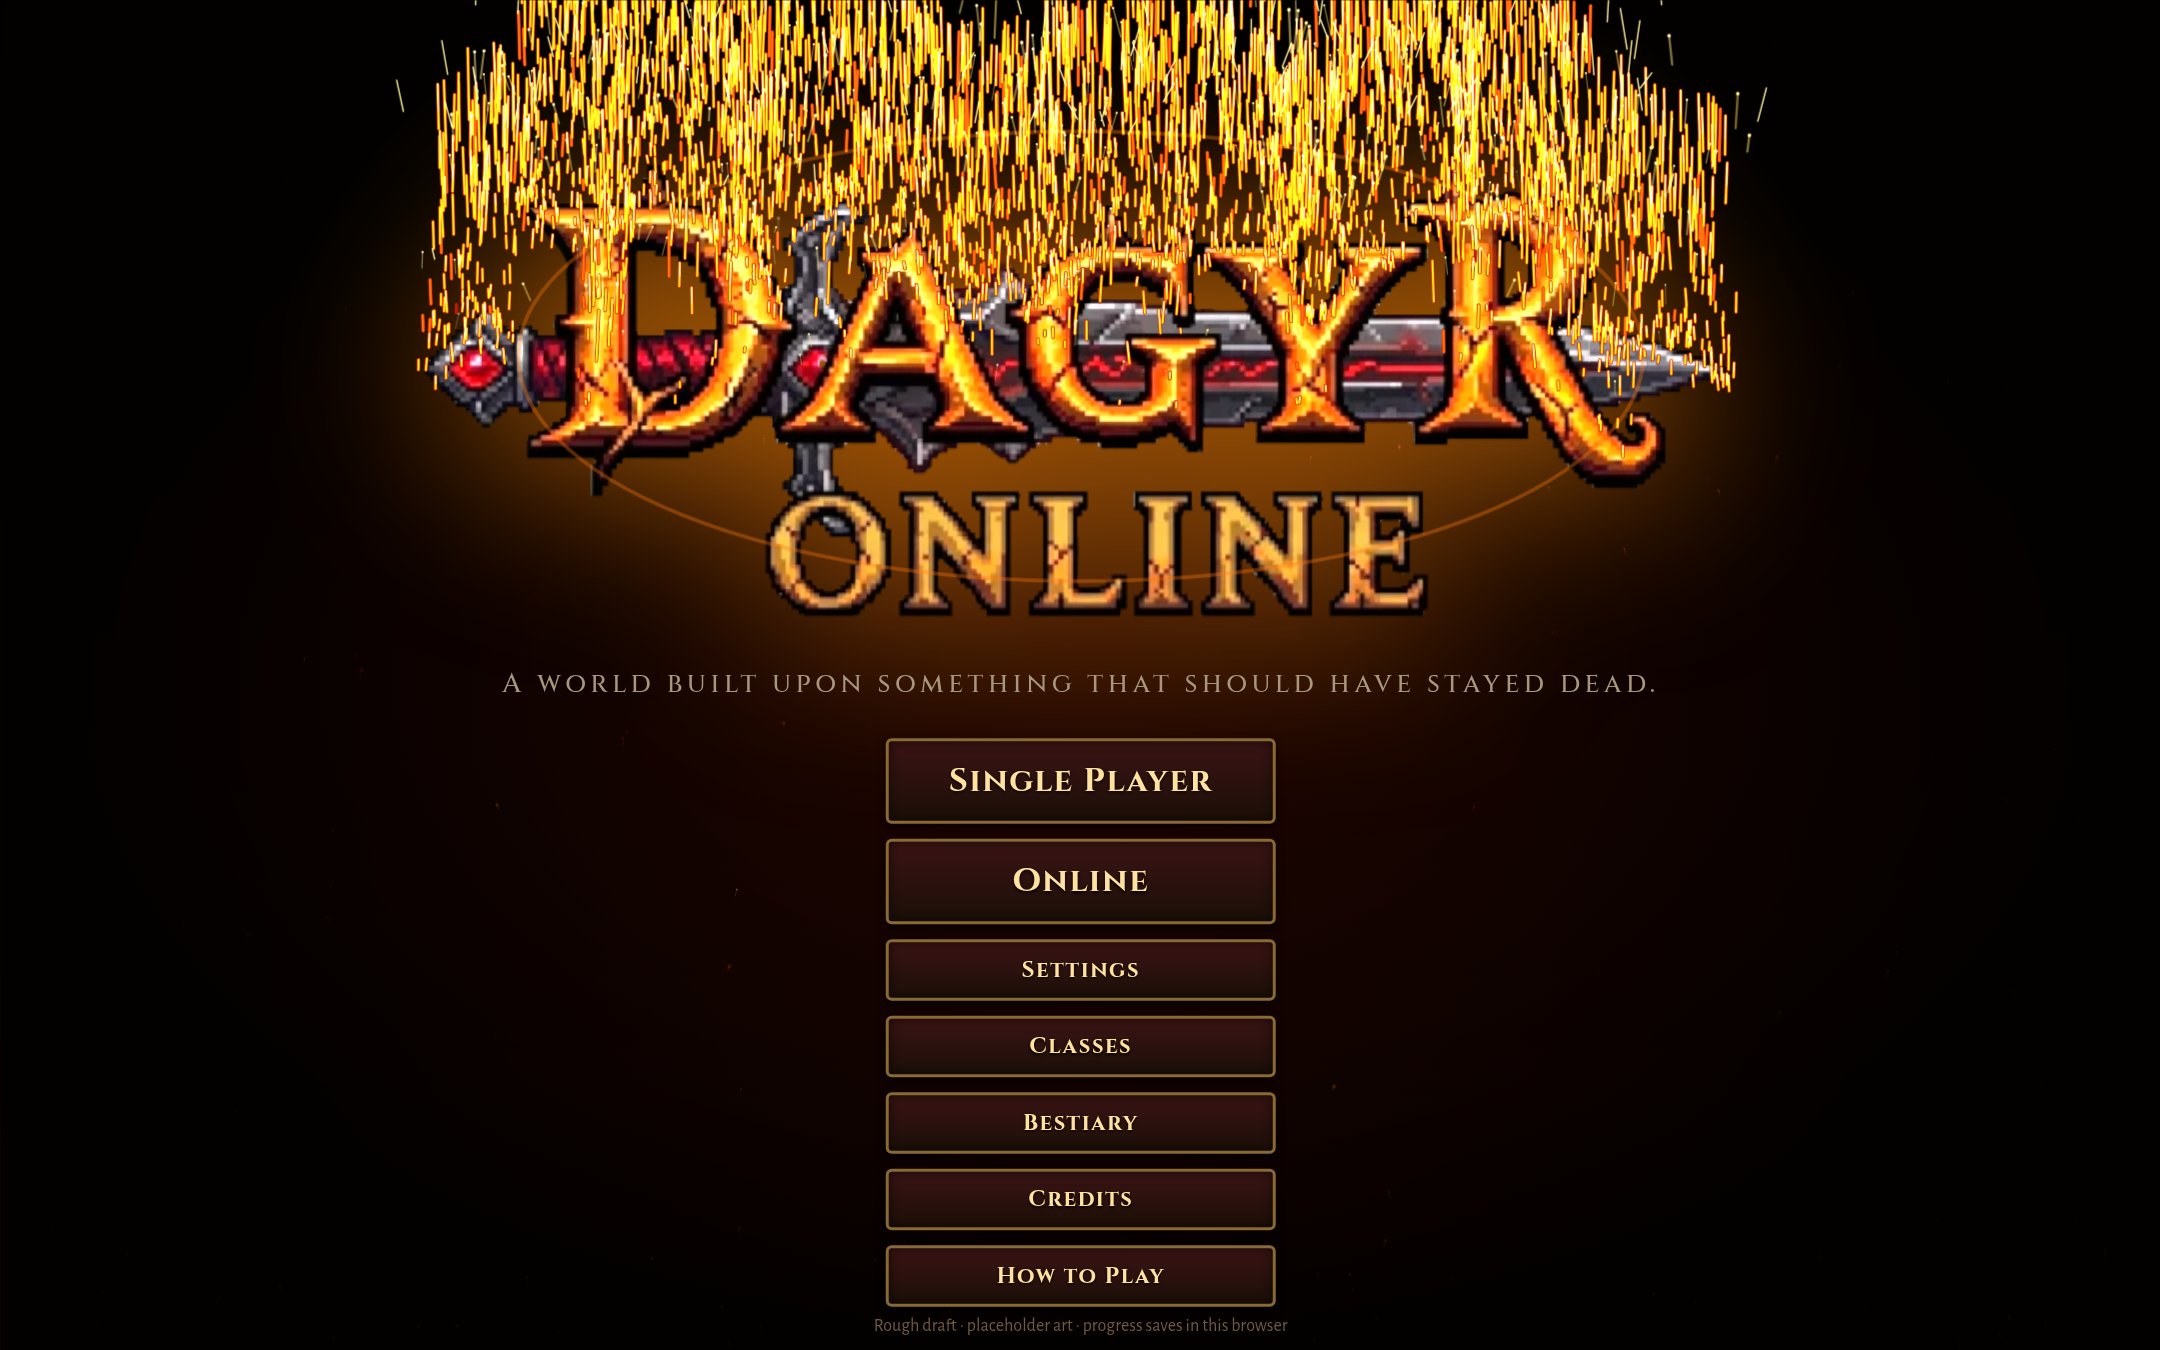 DAGYR
ONLINE
A WORLD BUILT UPON SOMETHING THAT SHOULD HAVE STAYED DEAD.
Single Player
Online
Settings
Classes
Bestiary
Credits
How to Play
Rough draft · placeholder art · progress saves in this browser